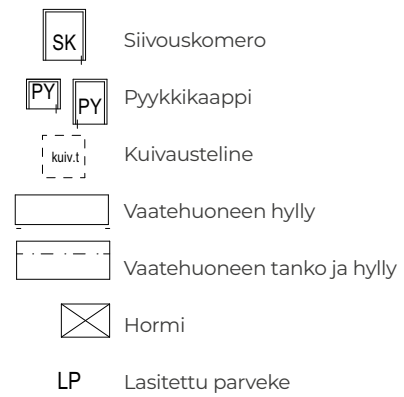 SK Siivouskomero
PY PY Pyykkikaappi
kuiv.t Kuivausteline
Vaatehuoneen hylly
Vaatehuoneen tanko ja hylly
Hormi
LP Lasitettu parveke